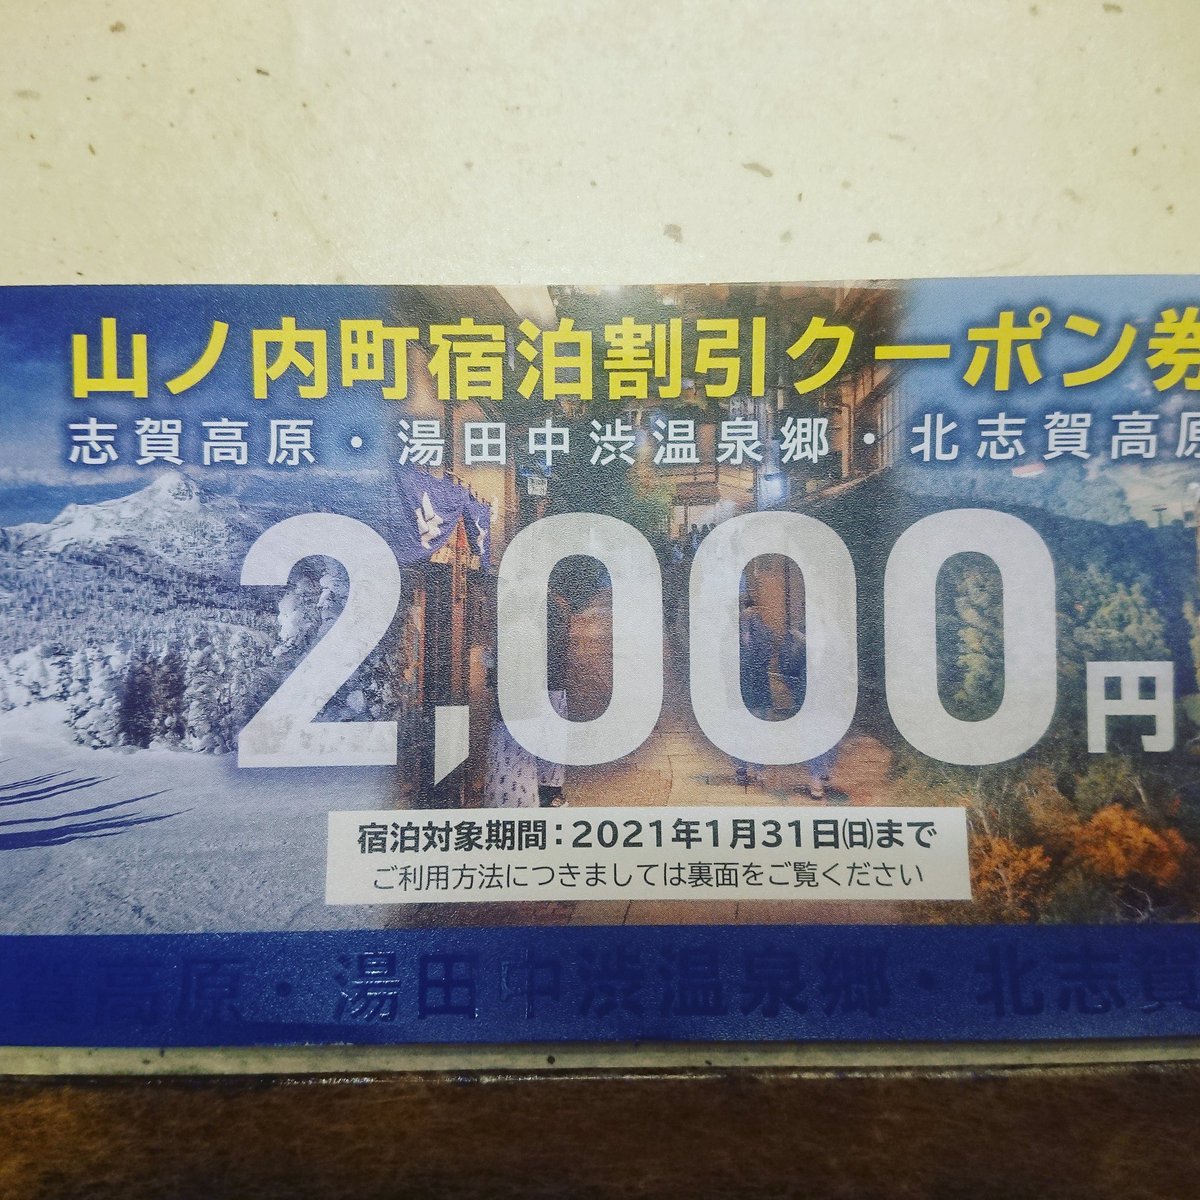 山ノ内町宿泊割引クーポン券
志賀高原・湯田中渋温泉郷・北志賀高原
2,000円
宿泊対象期間：2021年1月31日㈰まで
ご利用方法につきましては裏面をご覧ください
賀高原・湯田中渋温泉郷・北志賀